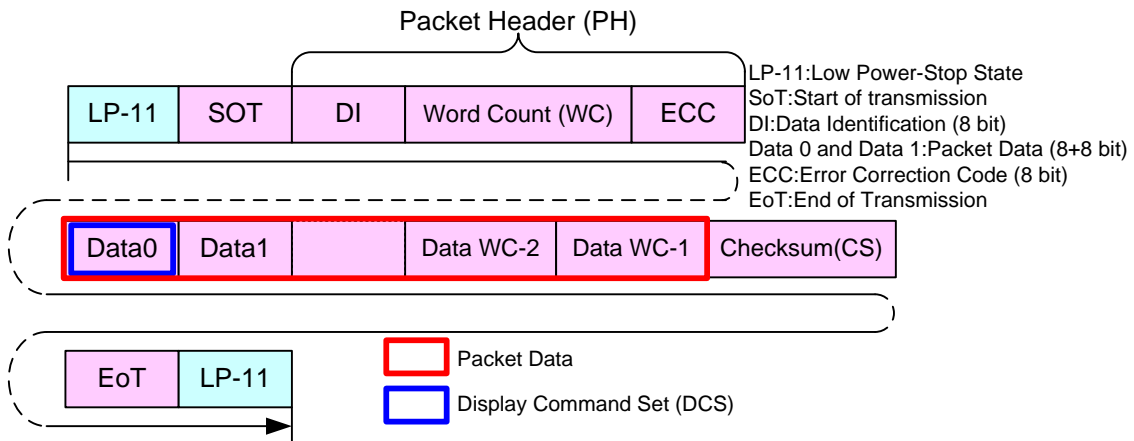 Packet Header (PH)
LP-11 SOT DI Word Count (WC) ECC
LP-11:Low Power-Stop State
SoT:Start of transmission
DI:Data Identification (8 bit)
Data 0 and Data 1:Packet Data (8+8 bit)
ECC:Error Correction Code (8 bit)
EoT:End of Transmission
Data0 Data1 Data WC-2 Data WC-1 Checksum(CS)
EoT LP-11
Packet Data
Display Command Set (DCS)